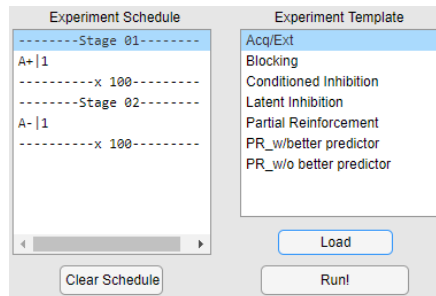 Experiment Schedule
--------Stage 01--------
A+|1
----------x 100---------
--------Stage 02--------
A-|1
----------x 100---------
Clear Schedule
Experiment Template
Acq/Ext
Blocking
Conditioned Inhibition
Latent Inhibition
Partial Reinforcement
PR_w/better predictor
PR_w/o better predictor
Load
Run!